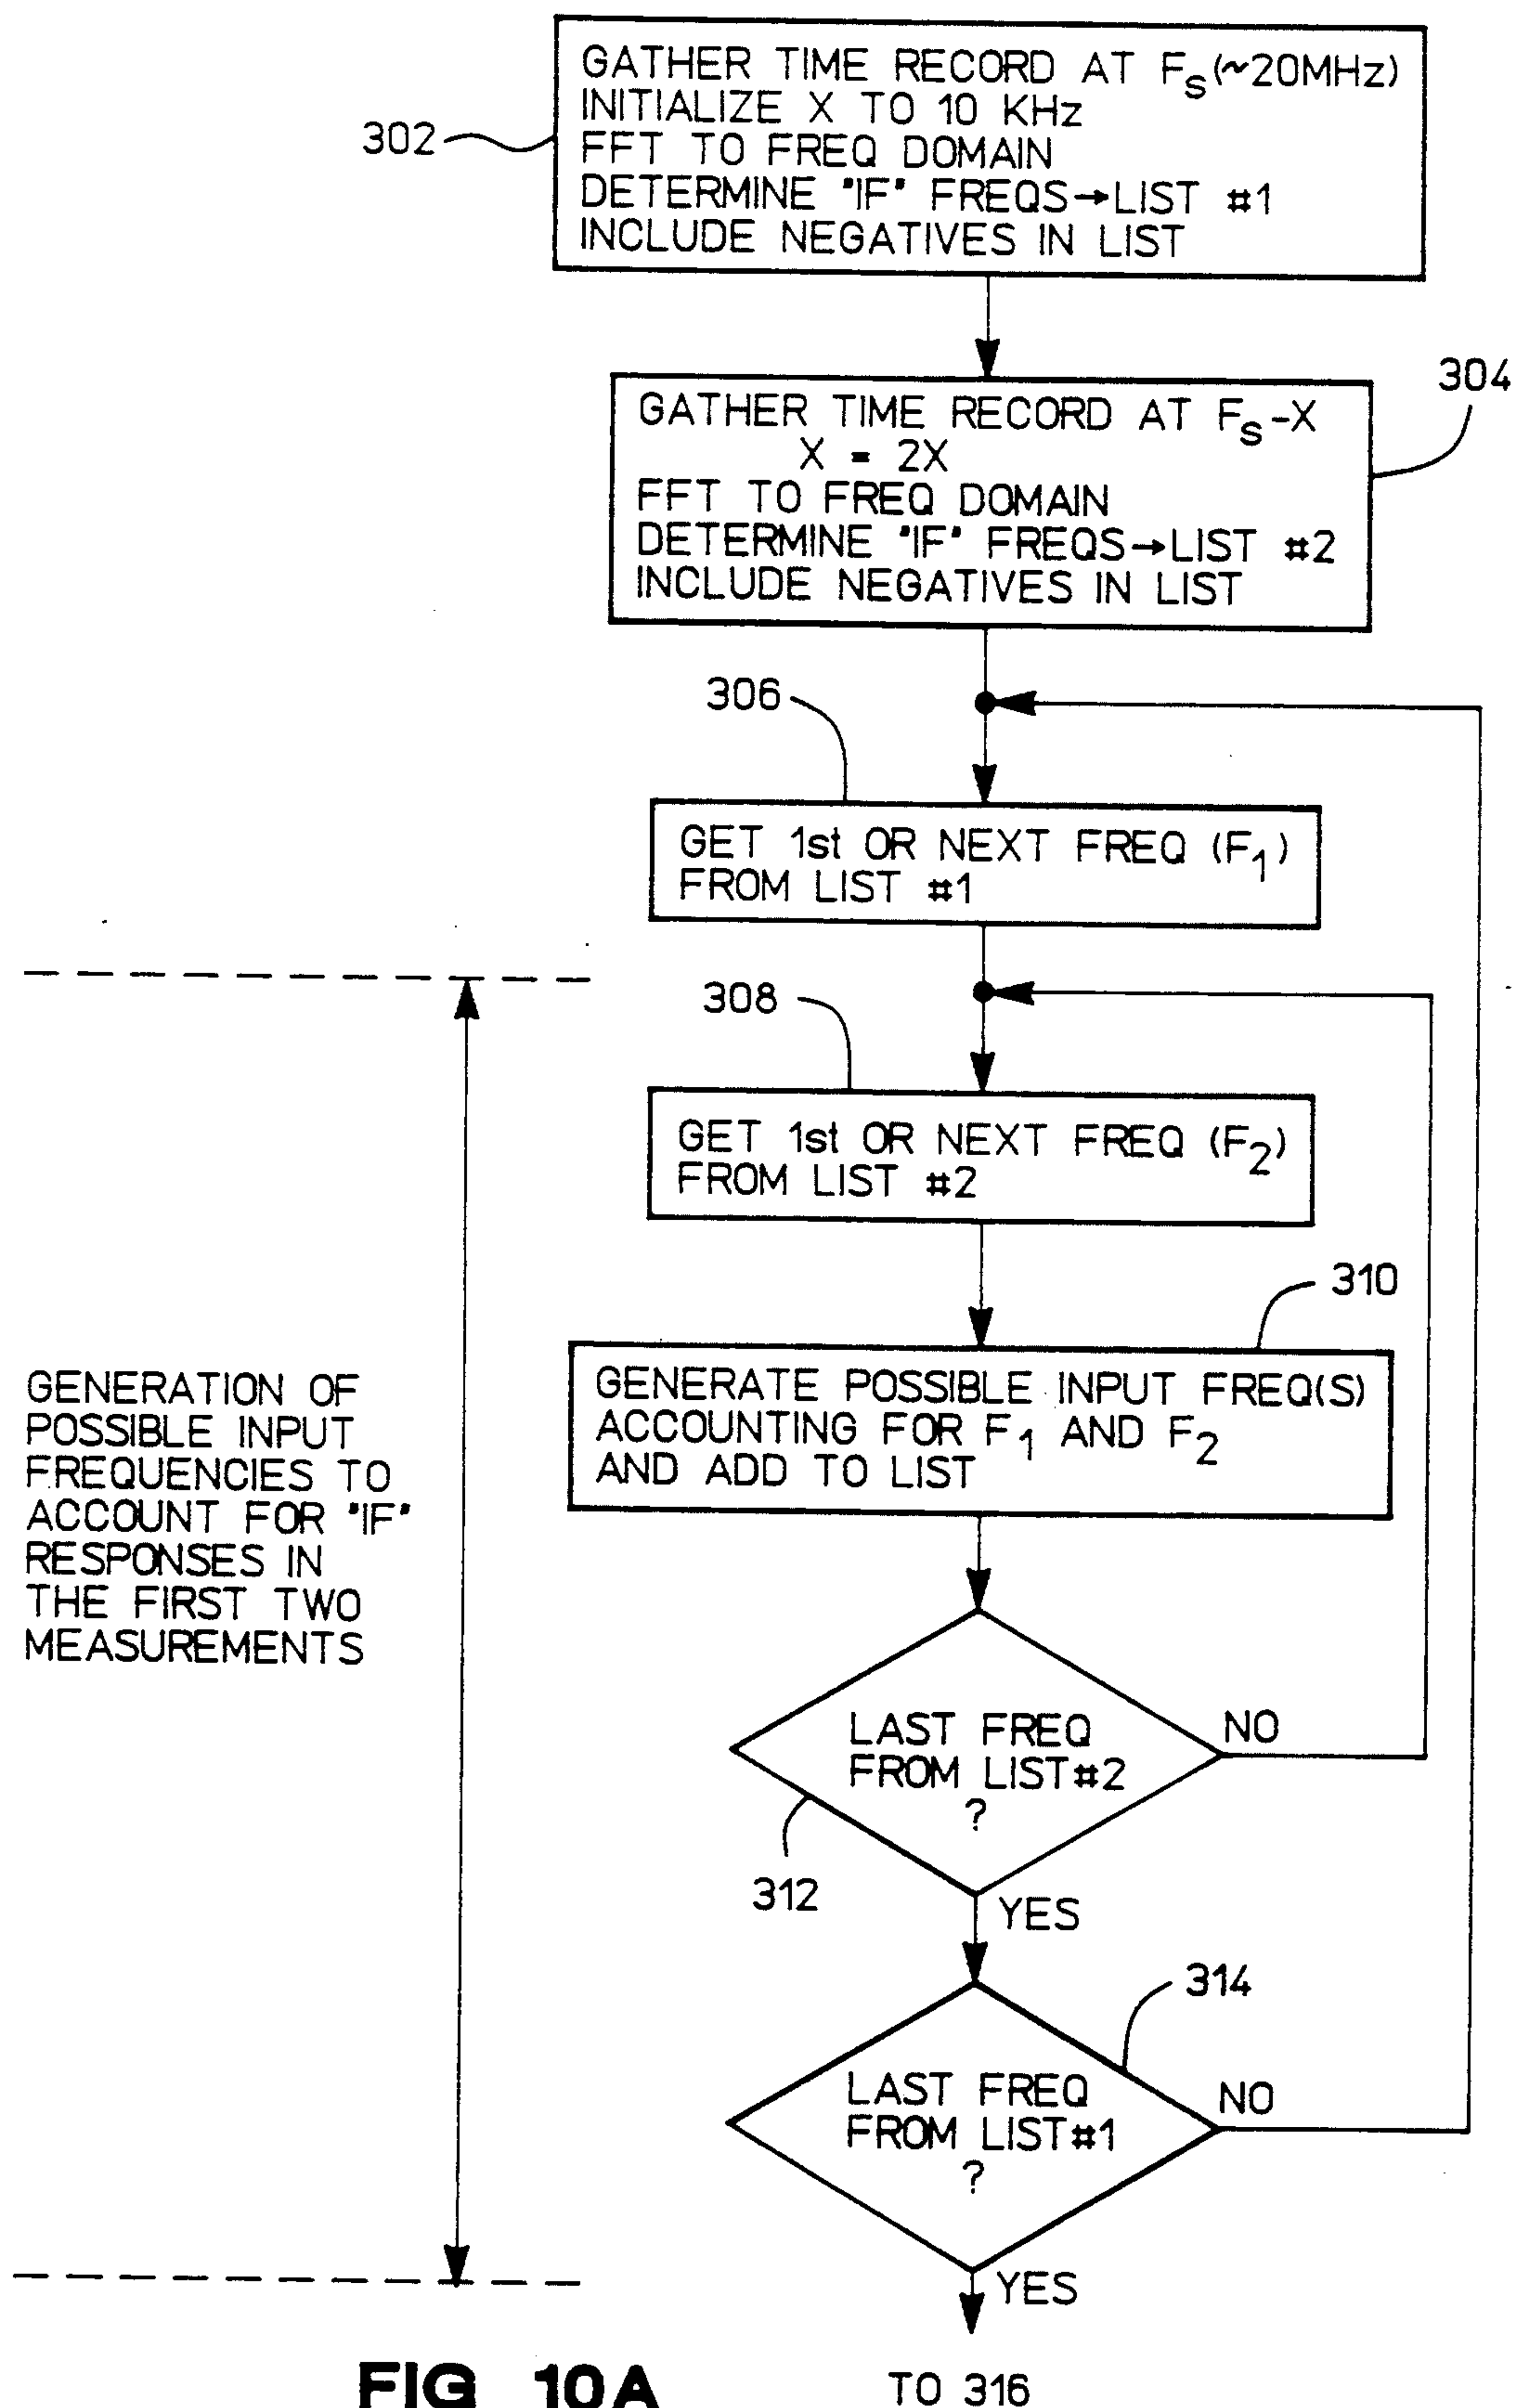 GATHER TIME RECORD AT Fs (~20MHz)
INITIALIZE X TO 10 KHz
FFT TO FREQ DOMAIN
DETERMINE "IF" FREQS→LIST #1
INCLUDE NEGATIVES IN LIST
302
304
GATHER TIME RECORD AT Fs-X
X = 2X
FFT TO FREQ DOMAIN
DETERMINE "IF" FREQS→LIST #2
INCLUDE NEGATIVES IN LIST
306
GET 1st OR NEXT FREQ (F1)
FROM LIST #1
308
GET 1st OR NEXT FREQ (F2)
FROM LIST #2
310
GENERATE POSSIBLE INPUT FREQ(S)
ACCOUNTING FOR F1 AND F2
AND ADD TO LIST
GENERATION OF
POSSIBLE INPUT
FREQUENCIES TO
ACCOUNT FOR "IF"
RESPONSES IN
THE FIRST TWO
MEASUREMENTS
LAST FREQ
FROM LIST#2
?
NO
312
YES
314
LAST FREQ
FROM LIST#1
?
NO
YES
TO 316
FIG 10A